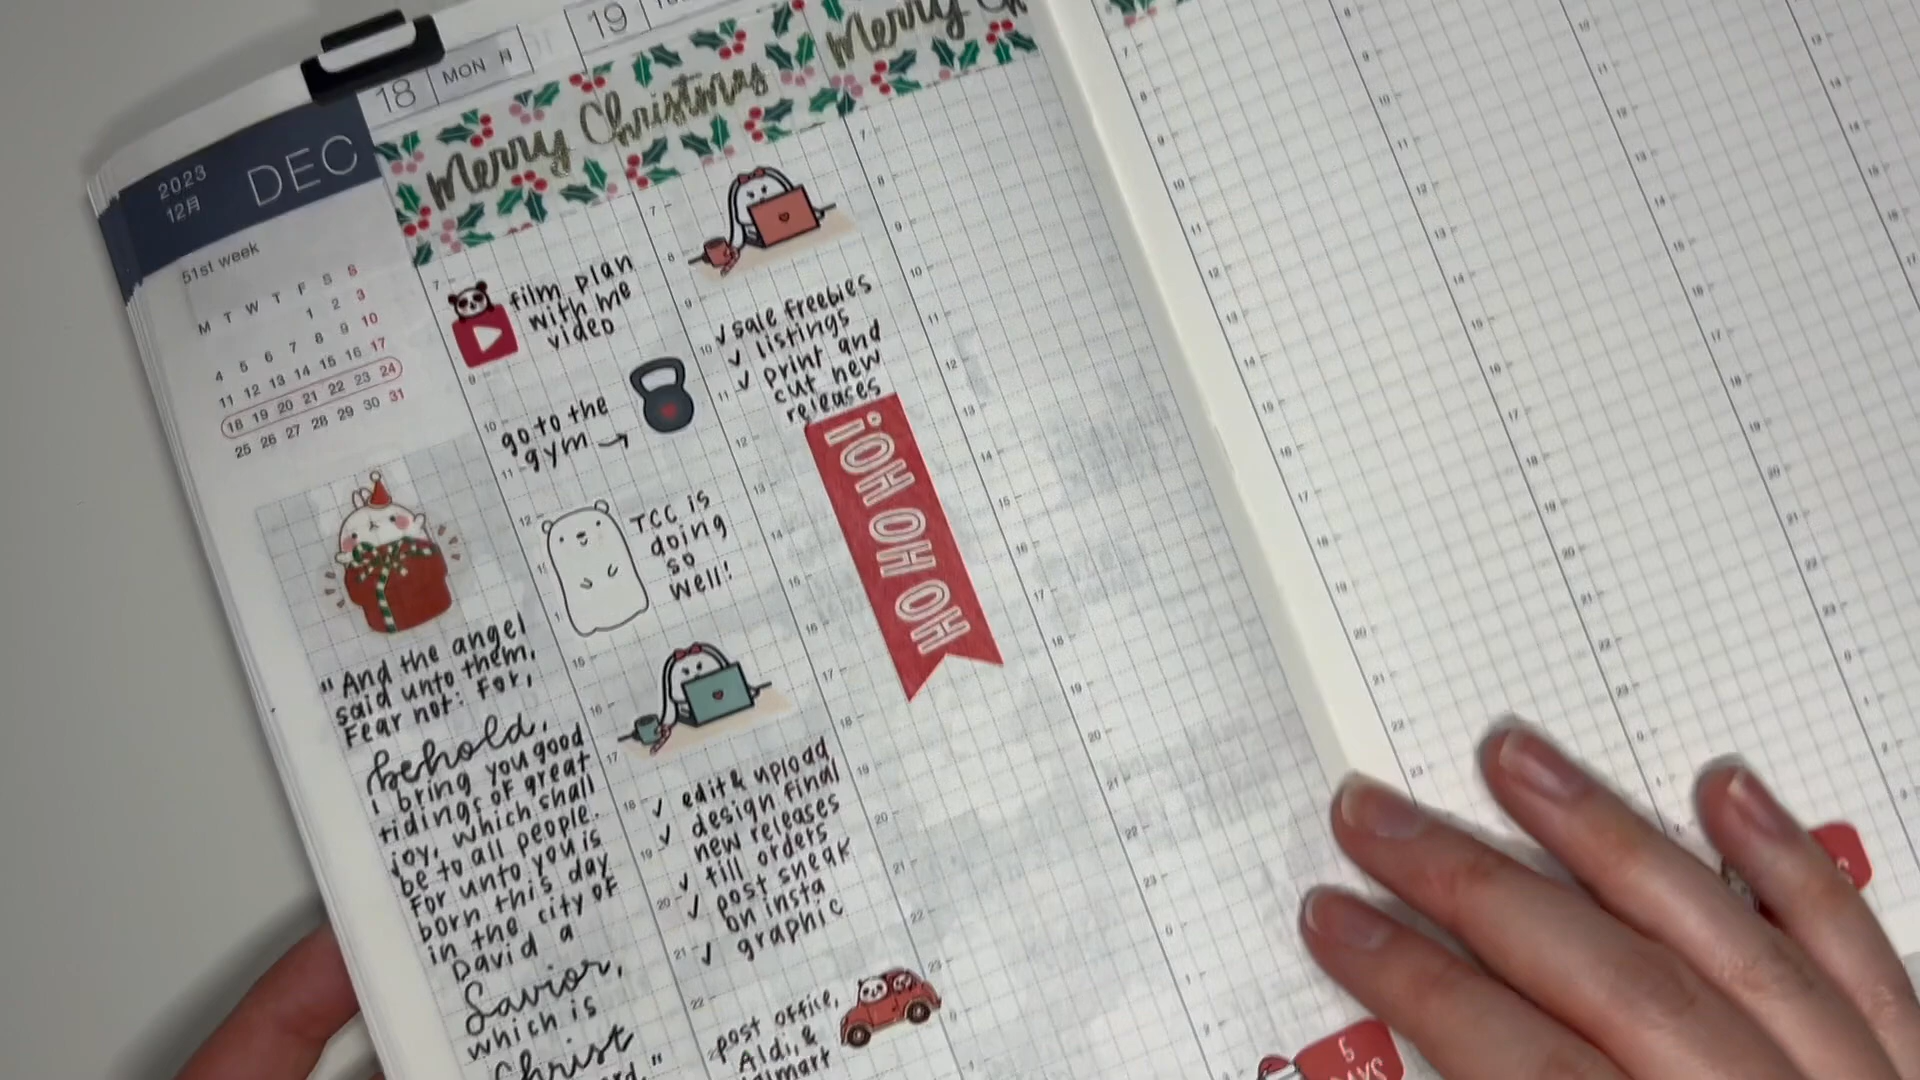 2023
12月
DEC
51st week
M T W T F S S
1 2 3
4 5 6 7 8 9 10
11 12 13 14 15 16 17
18 19 20 21 22 23 24
25 26 27 28 29 30 31
"And the angel
said unto them,
Fear not: For,
behold,
I bring you good
tidings of great
joy, which shall
be to all people.
For unto you is
born this day
in the city of
David a
Savior,
which is
Christ
18 MON 月
19
Merry Christmas
Merry
film plan
with me
video
go to the
gym →
TCC is
doing
so
well!
✓ edit & upload
✓ design final
new releases
✓ fill orders
✓ post sneak
on insta
✓ graphic
post office,
Aldi, &
✓ sale freebies
✓ listings
✓ print and
cut new
releases
HO HO HO!
5